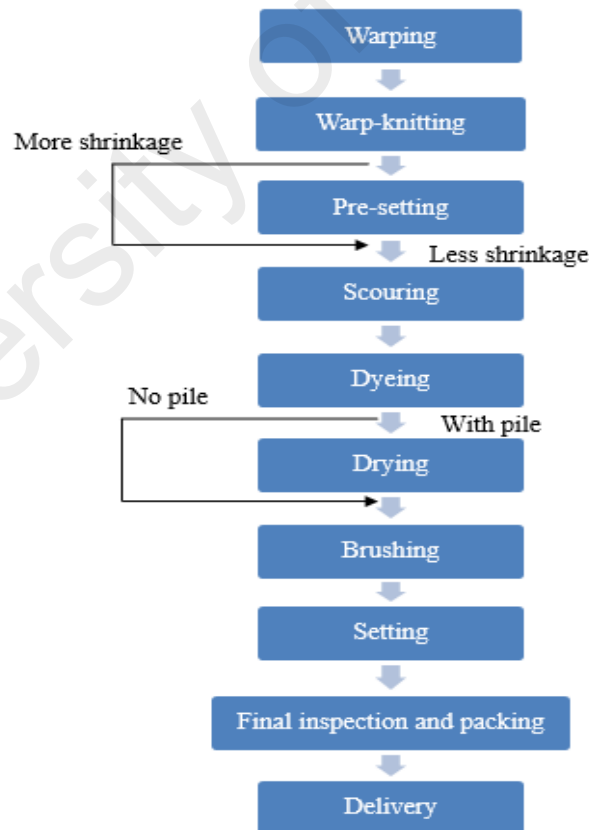 Warping
Warp-knitting
More shrinkage
Pre-setting
Less shrinkage
Scouring
Dyeing
No pile
With pile
Drying
Brushing
Setting
Final inspection and packing
Delivery